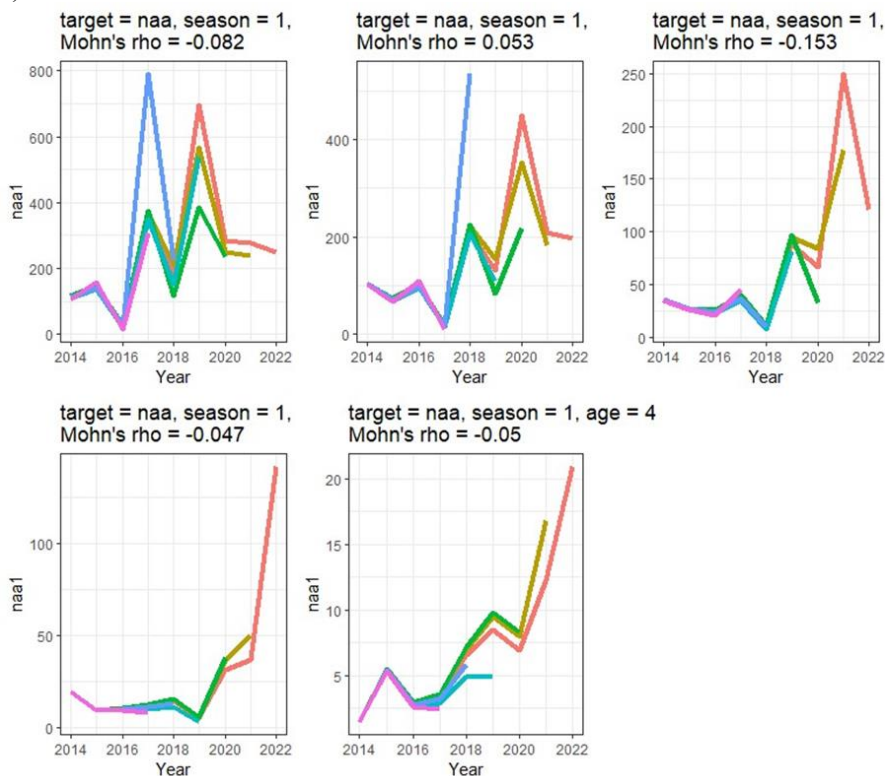 target = naa, season = 1,
Mohn's rho = -0.082
800
600
400
200
0
naa1
2014 2016 2018 2020 2022
Year
target = naa, season = 1,
Mohn's rho = 0.053
400
200
0
naa1
2014 2016 2018 2020 2022
Year
target = naa, season = 1,
Mohn's rho = -0.153
250
200
150
100
50
0
naa1
2014 2016 2018 2020 2022
Year
target = naa, season = 1,
Mohn's rho = -0.047
100
50
0
naa1
2014 2016 2018 2020 2022
Year
target = naa, season = 1, age = 4
Mohn's rho = -0.05
20
15
10
5
naa1
2014 2016 2018 2020 2022
Year